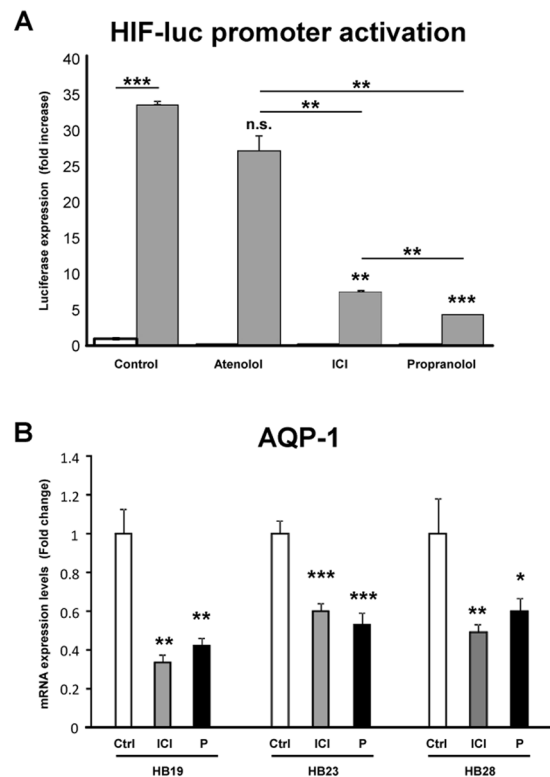 A
HIF-luc promoter activation
Luciferase expression (fold increase)
35
30
25
20
15
10
5
0
***
n.s.
**
**
**
**
***
Control Atenolol ICI Propranolol
B
AQP-1
mRNA expression levels (Fold change)
1.4
1.2
1
0.8
0.6
0.4
0.2
0
** ** *** *** ** *
Ctrl ICI P Ctrl ICI P Ctrl ICI P
HB19 HB23 HB28